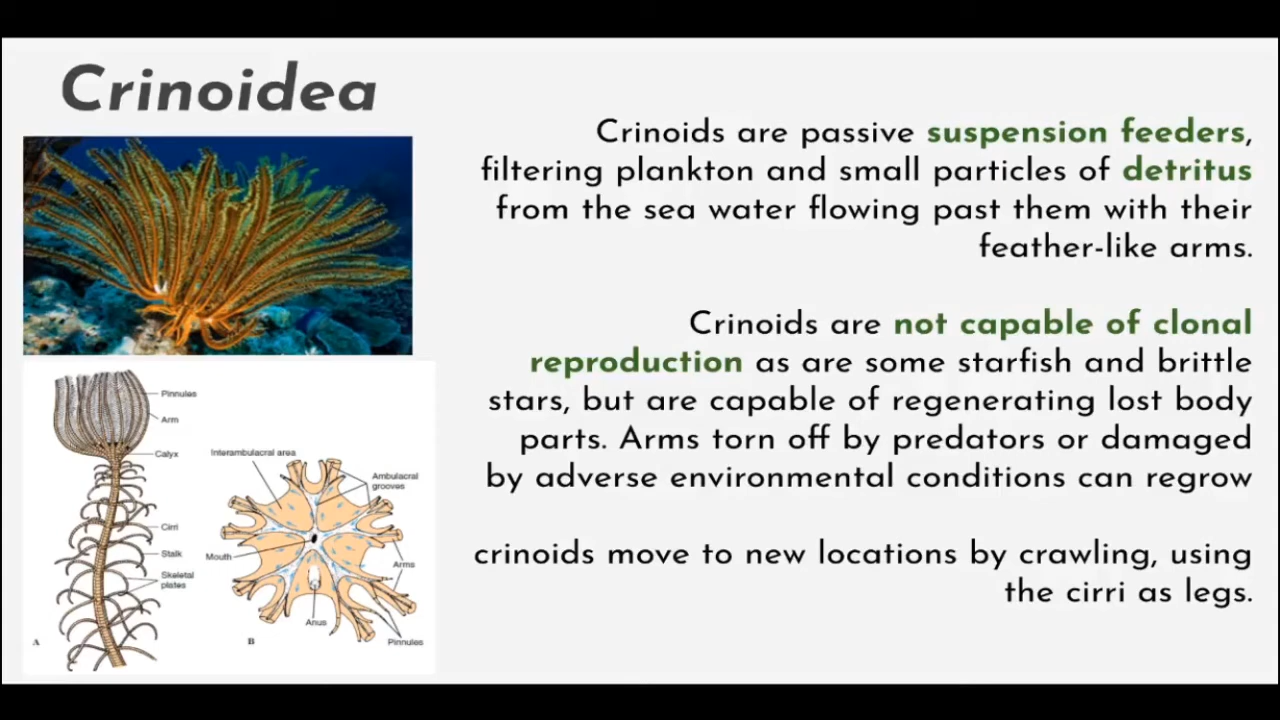 Crinoidea
Crinoids are passive suspension feeders,
filtering plankton and small particles of detritus
from the sea water flowing past them with their
feather-like arms.
Crinoids are not capable of clonal
reproduction as are some starfish and brittle
stars, but are capable of regenerating lost body
parts. Arms torn off by predators or damaged
by adverse environmental conditions can regrow
crinoids move to new locations by crawling, using
the cirri as legs.
Pinnules
Arm
Calyx
Cirri
Stalk
Skeletal
plates
A
Interambulacral area
Ambulacral
grooves
Mouth
Arms
Anus
B
Pinnules